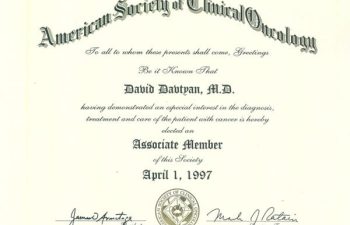 American Society of Clinical Oncology
To all to whom these presents shall come, Greetings
Be it Known That
David Davtyan, M.D.
having demonstrated an especial interest in the diagnosis,
treatment and care of the patient with cancer is hereby
elected an
Associate Member
of this Society
April 1, 1997
James Armitage